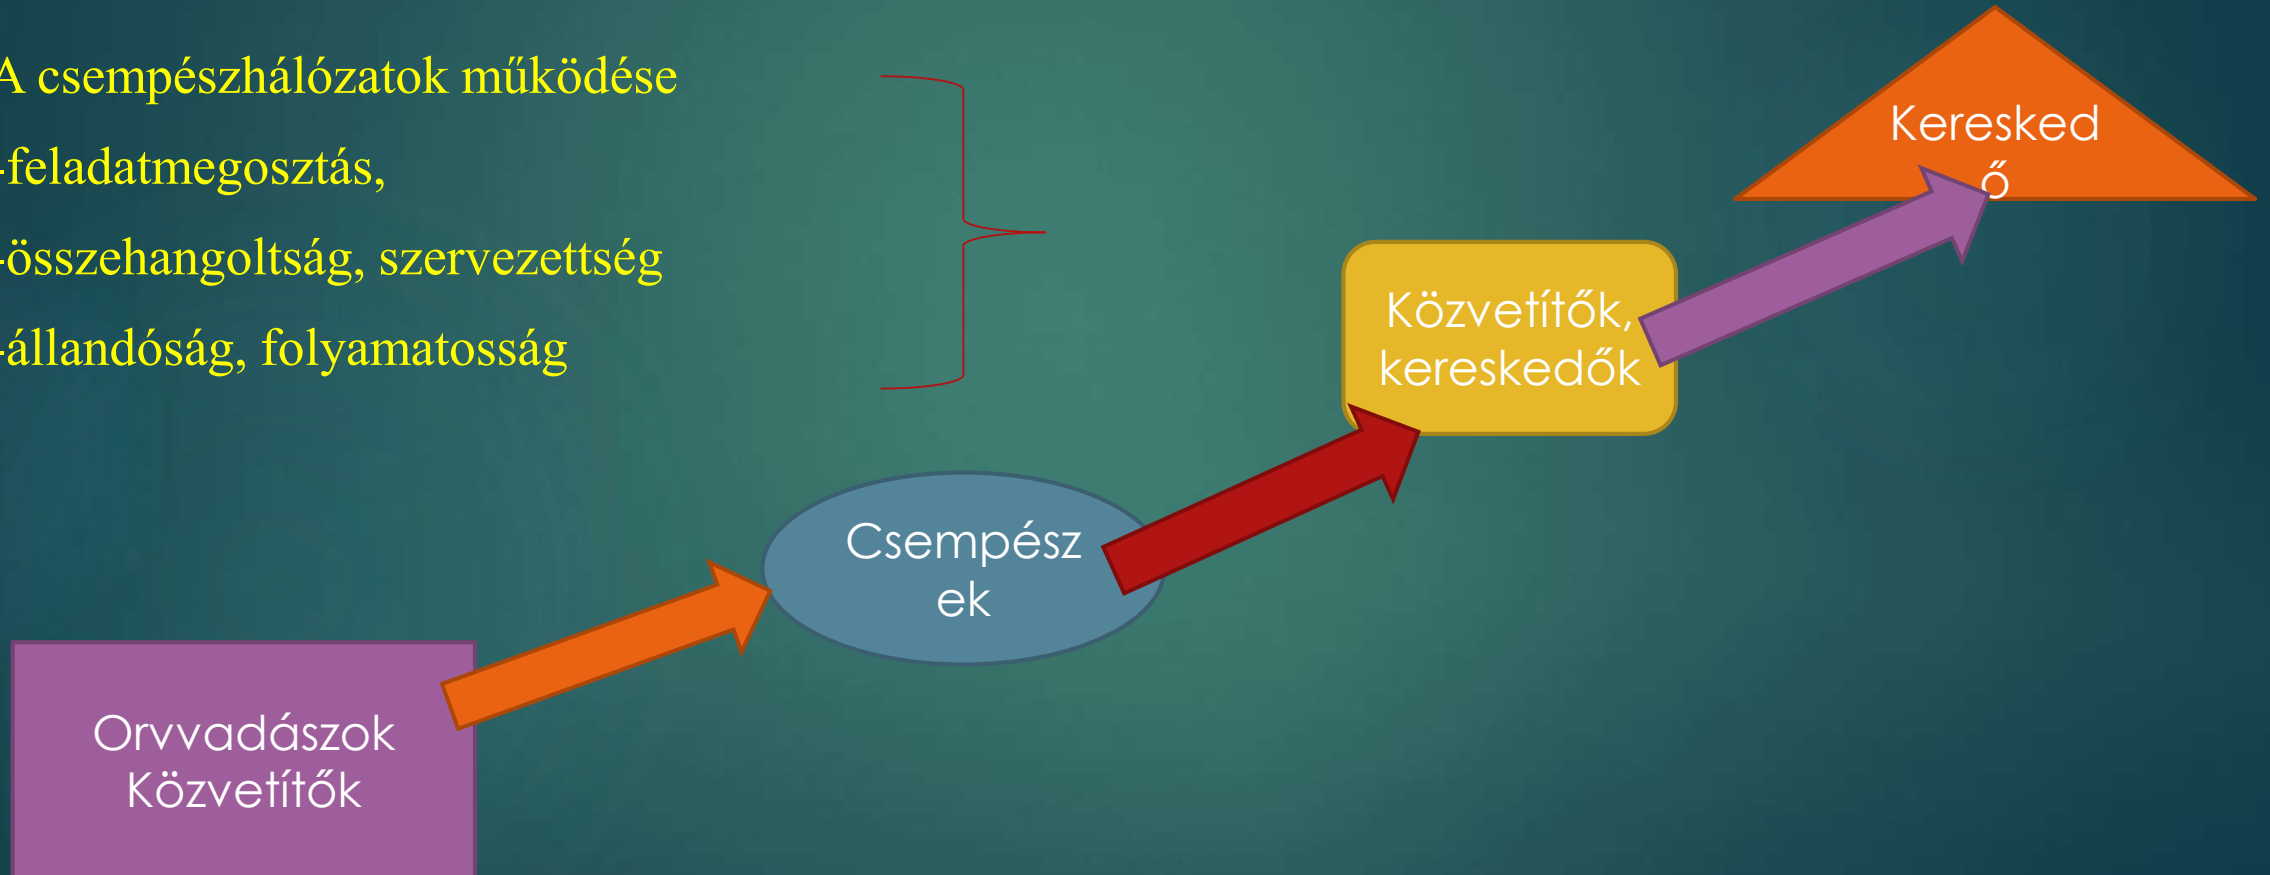 A csempészhálózatok működése
-feladatmegosztás,
-összehangoltság, szervezettség
-állandóság, folyamatosság
Keresked
ő
Közvetítők,
kereskedők
Csempész
ek
Orvvadászok
Közvetítők